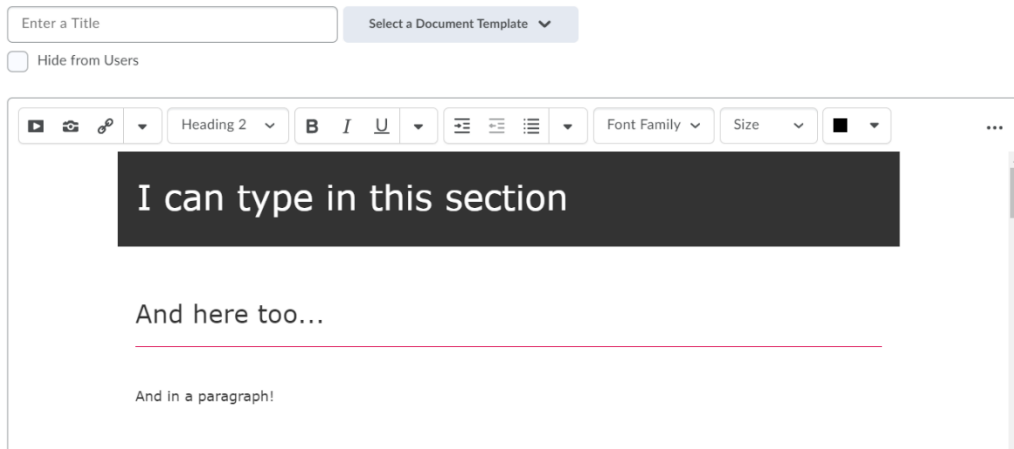 Enter a Title
Select a Document Template
Hide from Users
Heading 2 B I U Font Family Size ...
I can type in this section
And here too...
And in a paragraph!